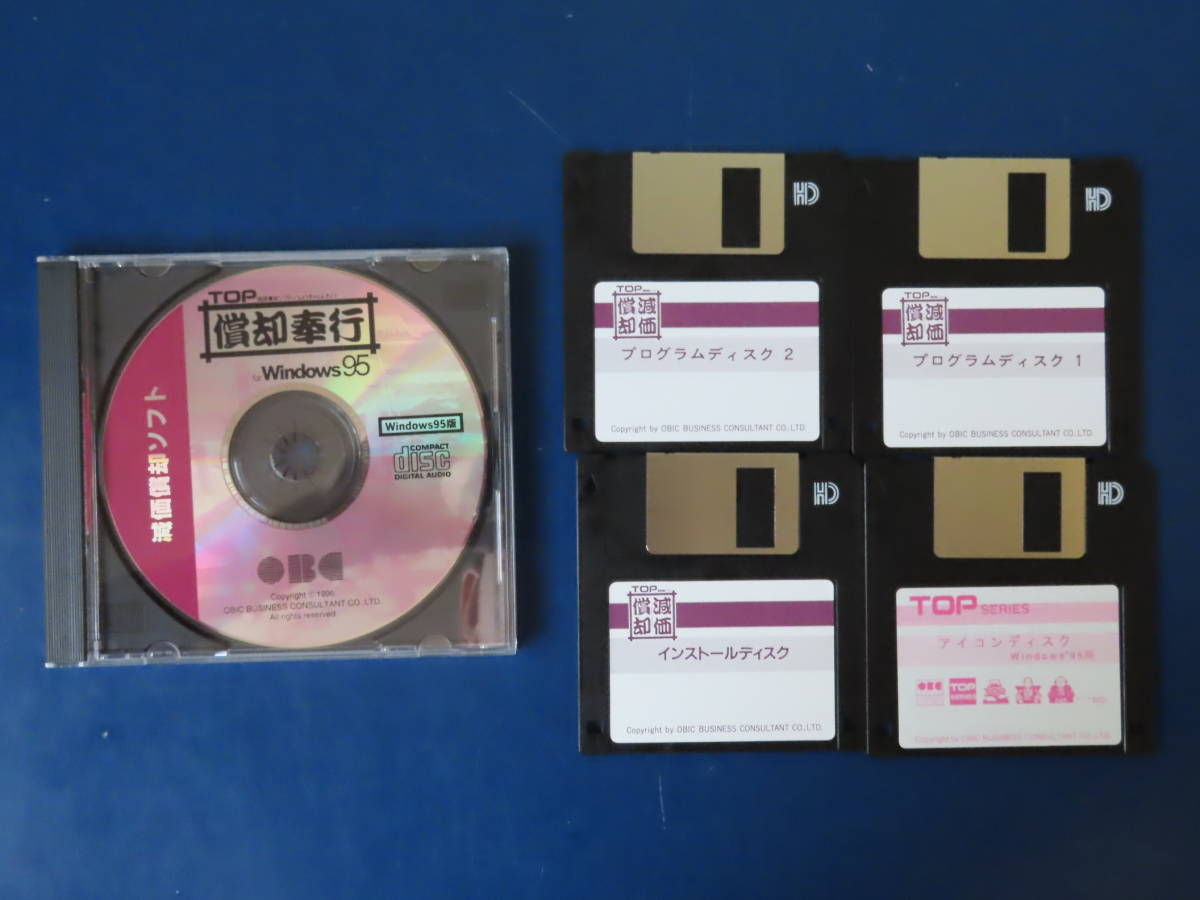 TOP
償却奉行
for Windows 95
Windows95版
COMPACT
disc
DIGITAL AUDIO
減価償却ソフト
OBC
Copyright © 1996
OBIC BUSINESS CONSULTANT CO.,LTD.
All rights reserved
HD
TOP
減価償却
プログラムディスク 2
Copyright by OBIC BUSINESS CONSULTANT CO.,LTD.
HD
TOP
減価償却
プログラムディスク 1
Copyright by OBIC BUSINESS CONSULTANT CO.,LTD.
HD
TOP
減価償却
インストールディスク
Copyright by OBIC BUSINESS CONSULTANT CO.,LTD.
HD
TOP SERIES
アイコンディスク
Windows95版
OBC
TOP
SERIES
Copyright by OBIC BUSINESS CONSULTANT CO.,LTD.